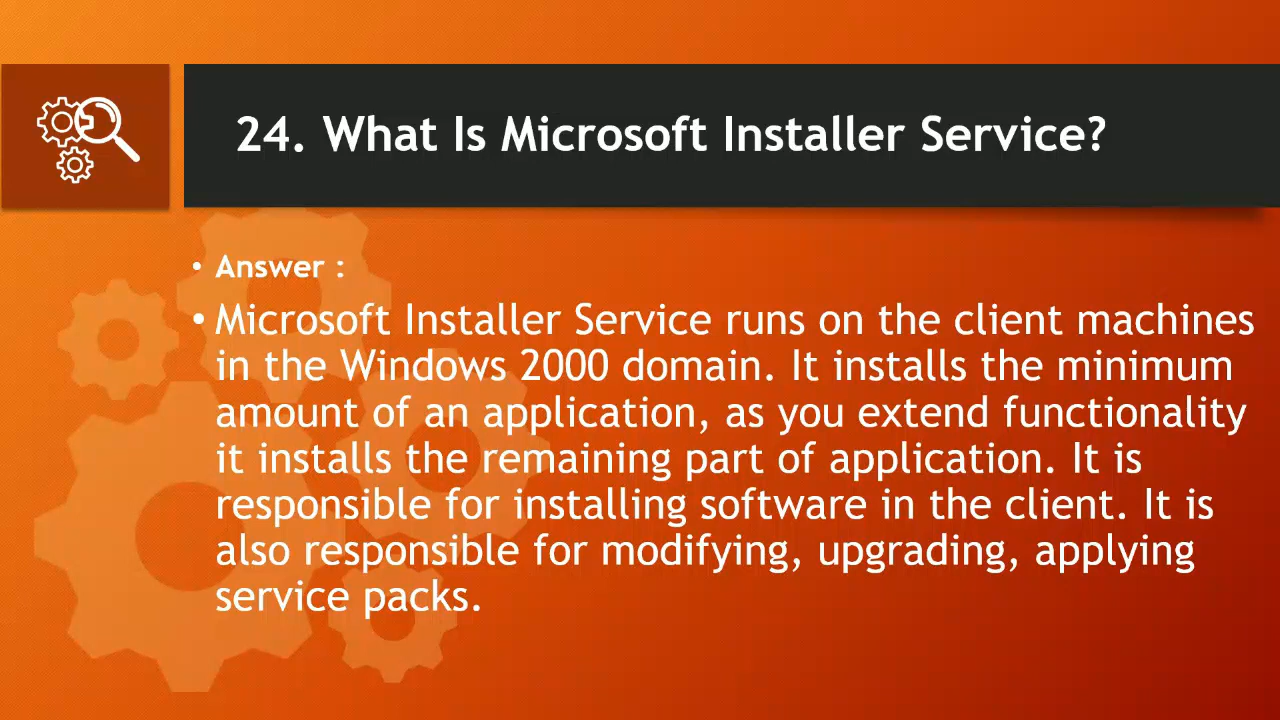 24. What Is Microsoft Installer Service?
• Answer :
• Microsoft Installer Service runs on the client machines
in the Windows 2000 domain. It installs the minimum
amount of an application, as you extend functionality
it installs the remaining part of application. It is
responsible for installing software in the client. It is
also responsible for modifying, upgrading, applying
service packs.